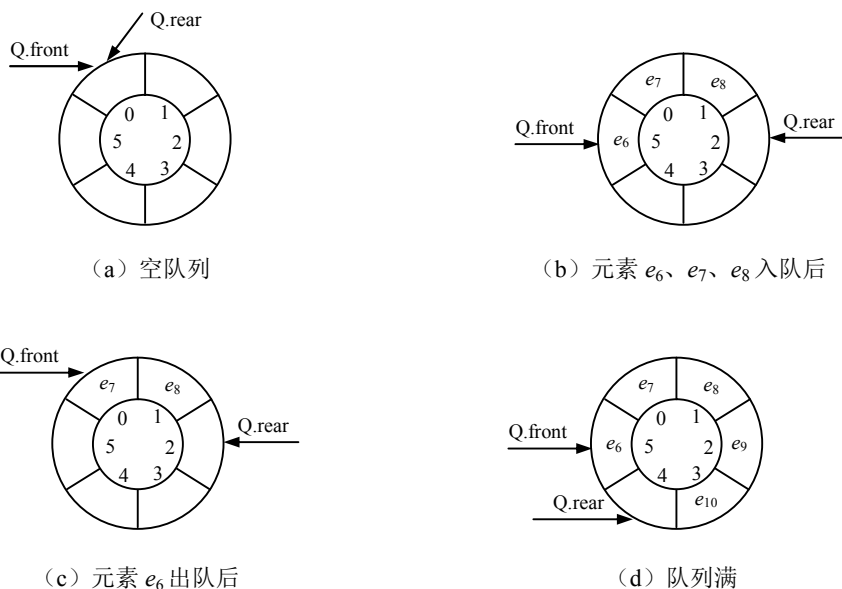 Q.rear
Q.front
0 1
5 2
4 3
(a)空队列
e7 e8
0 1
Q.front e6 5 2 Q.rear
4 3
(b)元素 e6、e7、e8 入队后
Q.front
e7 e8
0 1
5 2 Q.rear
4 3
(c)元素 e6 出队后
e7 e8
0 1
Q.front e6 5 2 e9
4 3
Q.rear e10
(d)队列满